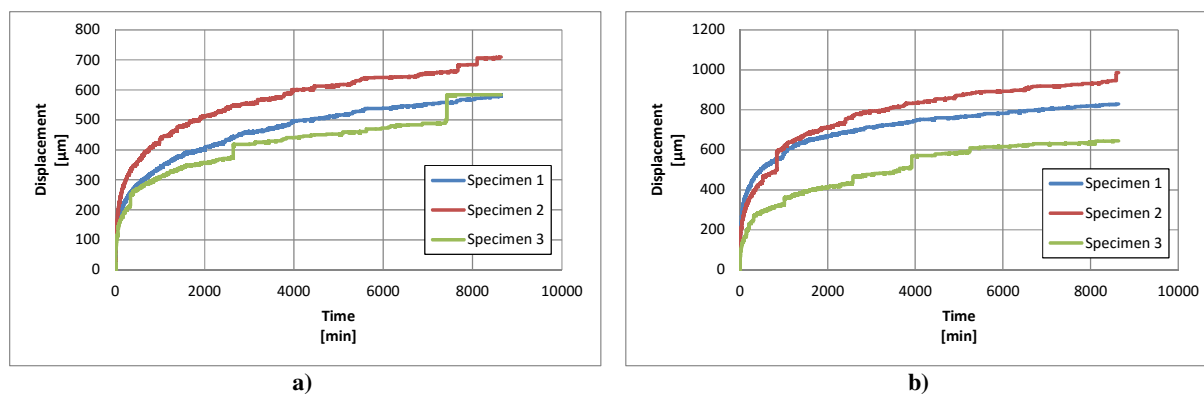 800
700
600
500
400
300
200
100
0
Displacement
[µm]
0 2000 4000 6000 8000 10000
Time
[min]
Specimen 1
Specimen 2
Specimen 3
a)
1200
1000
800
600
400
200
0
Displacement
[µm]
0 2000 4000 6000 8000 10000
Time
[min]
Specimen 1
Specimen 2
Specimen 3
b)